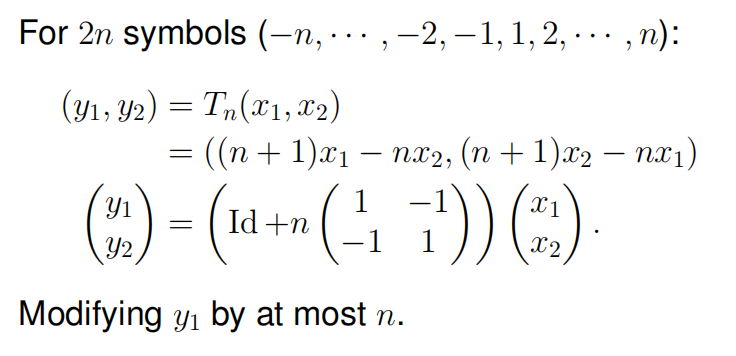 For 2n symbols (−n, ⋯ , −2, −1, 1, 2, ⋯ , n):
(y₁, y₂) = Tₙ(x₁, x₂)
= ((n + 1)x₁ − nx₂, (n + 1)x₂ − nx₁)
(y₁ y₂) = (Id +n (1 −1 −1 1)) (x₁ x₂) .
Modifying y₁ by at most n.